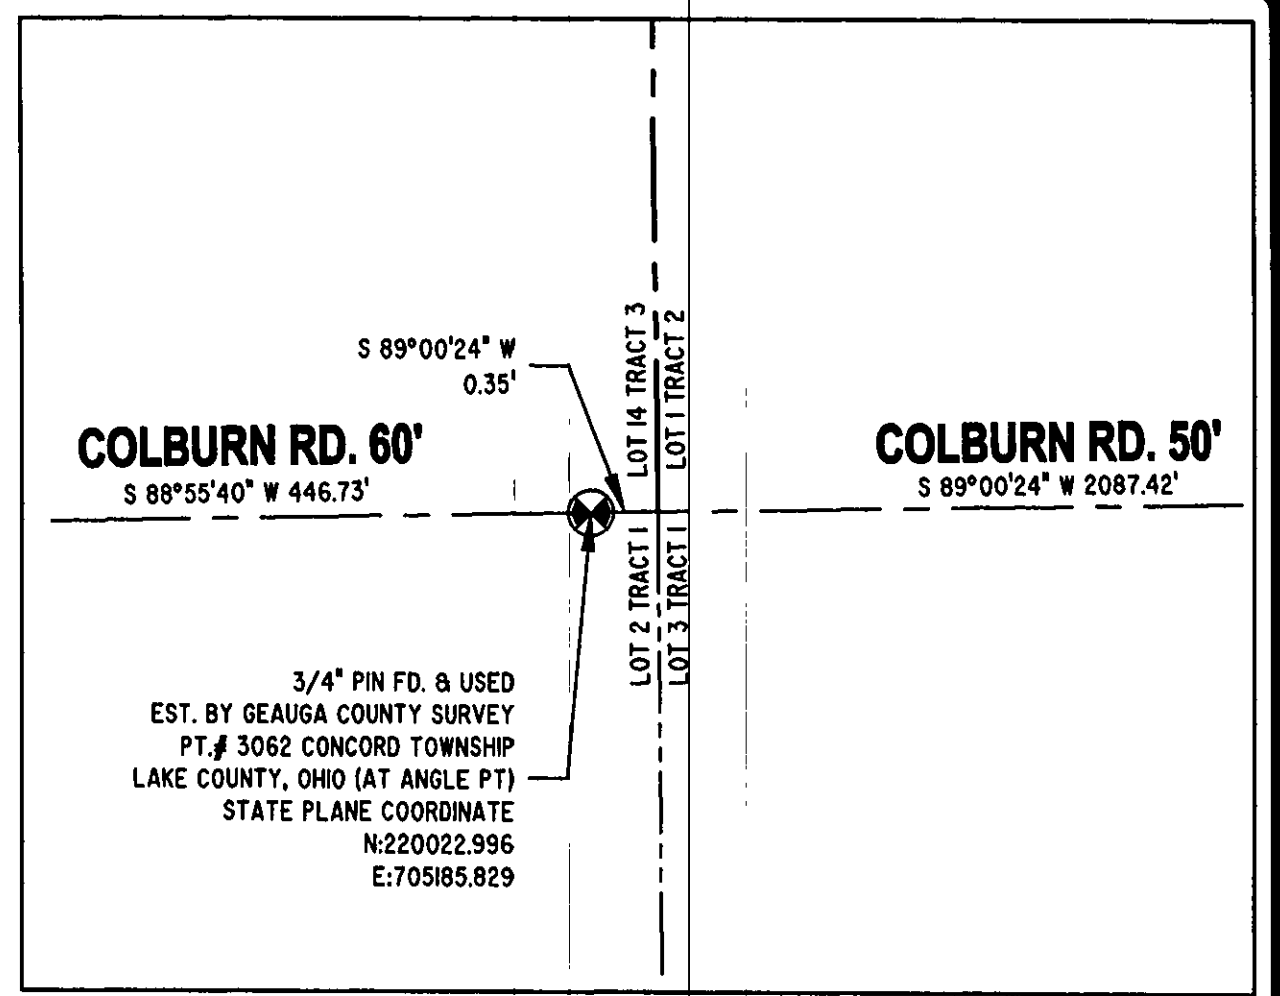 S 89°00'24" W
0.35'
LOT 14 TRACT 3
LOT 1 TRACT 2
COLBURN RD. 60'
S 88°55'40" W 446.73'
COLBURN RD. 50'
S 89°00'24" W 2087.42'
LOT 2 TRACT 1
LOT 3 TRACT 1
3/4" PIN FD. & USED
EST. BY GEAUGA COUNTY SURVEY
PT.# 3062 CONCORD TOWNSHIP
LAKE COUNTY, OHIO (AT ANGLE PT)
STATE PLANE COORDINATE
N:220022.996
E:705185.829